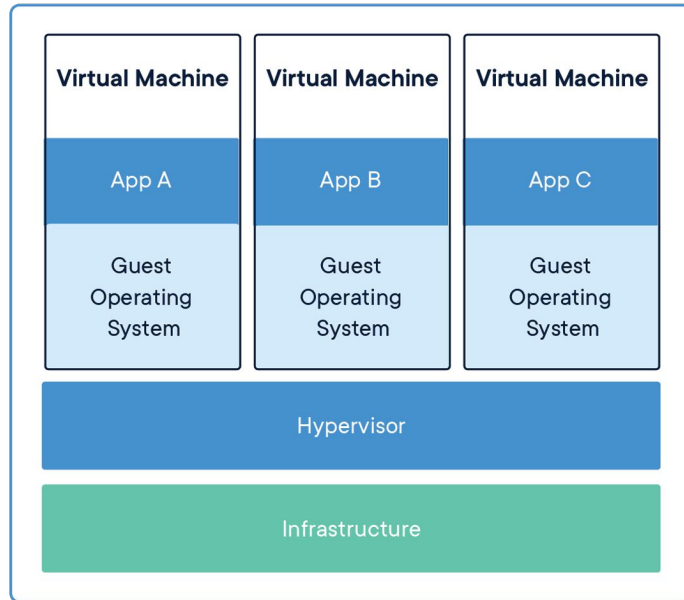 Virtual Machine
Virtual Machine
Virtual Machine
App A
App B
App C
Guest
Operating
System
Guest
Operating
System
Guest
Operating
System
Hypervisor
Infrastructure